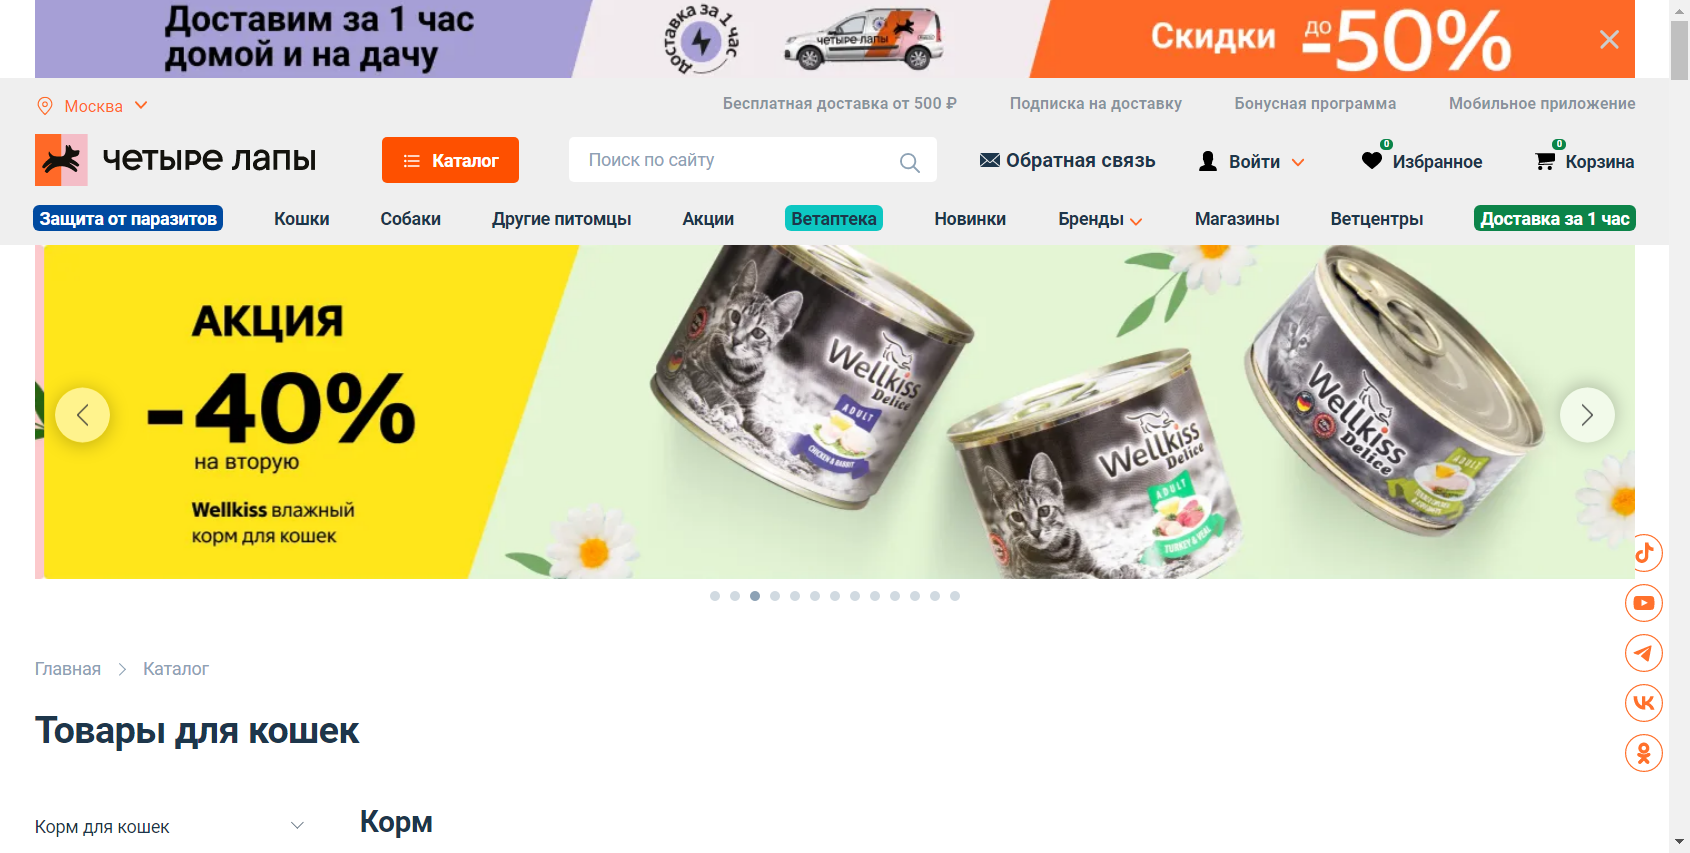 Доставим за 1 час
домой и на дачу
доставка за 1 час
четыре лапы
Скидки до -50%
Москва
Бесплатная доставка от 500 ₽
Подписка на доставку
Бонусная программа
Мобильное приложение
четыре лапы
Каталог
Поиск по сайту
Обратная связь
Войти
0
Избранное
0
Корзина
Защита от паразитов
Кошки
Собаки
Другие питомцы
Акции
Ветаптека
Новинки
Бренды
Магазины
Ветцентры
Доставка за 1 час
АКЦИЯ
-40%
на вторую
Wellkiss влажный
корм для кошек
Wellkiss
Delice
ADULT
CHICKEN & RABBIT
Wellkiss
Delice
ADULT
TURKEY & VEAL
Wellkiss
Delice
ADULT
Главная
Каталог
Товары для кошек
Корм для кошек
Корм